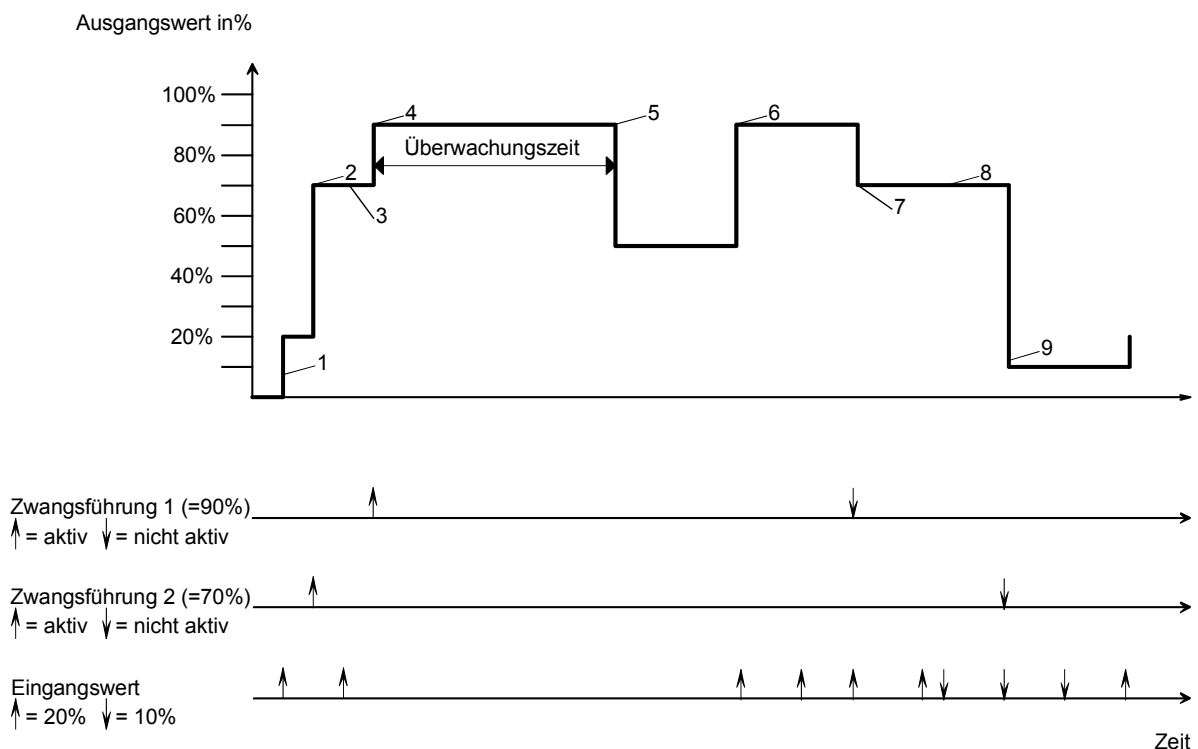 Ausgangswert in%
100%
80%
60%
40%
20%
4
5
6
Überwachungszeit
2
3
8
7
1
9
Zwangsführung 1 (=90%)
= aktiv = nicht aktiv
Zwangsführung 2 (=70%)
= aktiv = nicht aktiv
Eingangswert
= 20% = 10%
Zeit